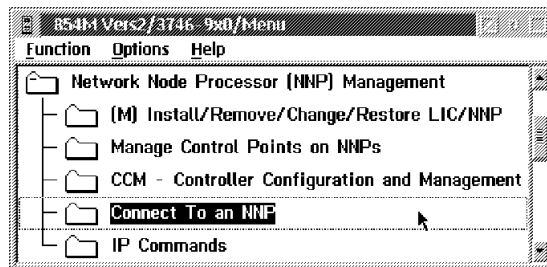 854M Vers2/3746-9x0/Menu
Function Options Help
Network Node Processor (NNP) Management
(M) Install/Remove/Change/Restore LIC/NNP
Manage Control Points on NNPs
CCM - Controller Configuration and Management
Connect To an NNP
IP Commands